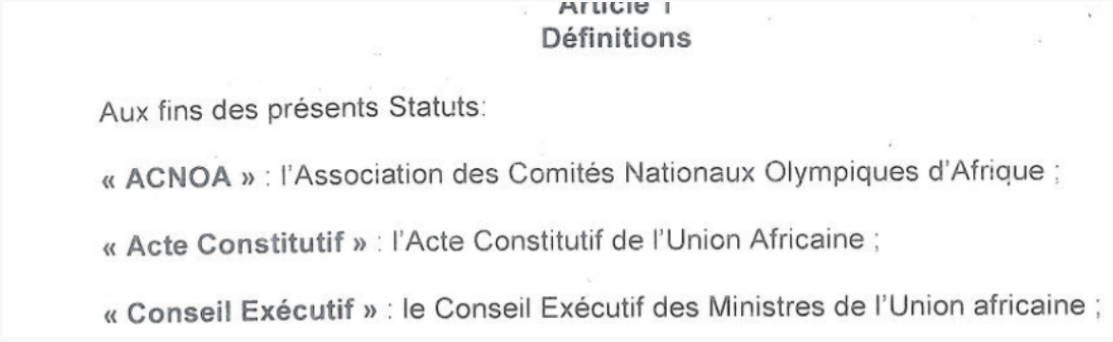 Article 1
Définitions
Aux fins des présents Statuts:
« ACNOA » : l'Association des Comités Nationaux Olympiques d'Afrique ;
« Acte Constitutif » : l'Acte Constitutif de l'Union Africaine ;
« Conseil Exécutif » : le Conseil Exécutif des Ministres de l'Union africaine ;